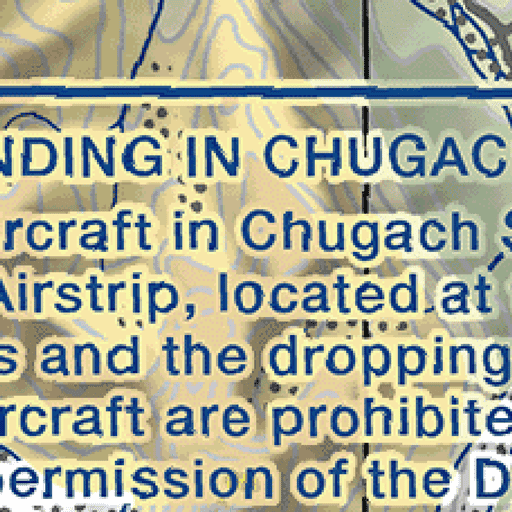 NDING IN CHUGAC
rcraft in Chugach S
Airstrip, located at
s and the dropping
rcraft are prohibite
permission of the D